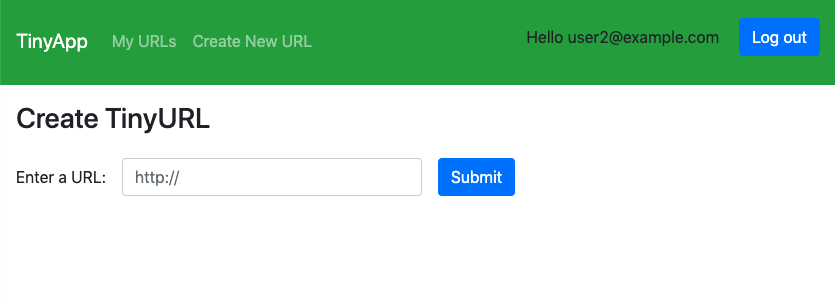 TinyApp My URLs Create New URL Hello user2@example.com Log out
Create TinyURL
Enter a URL: http:// Submit